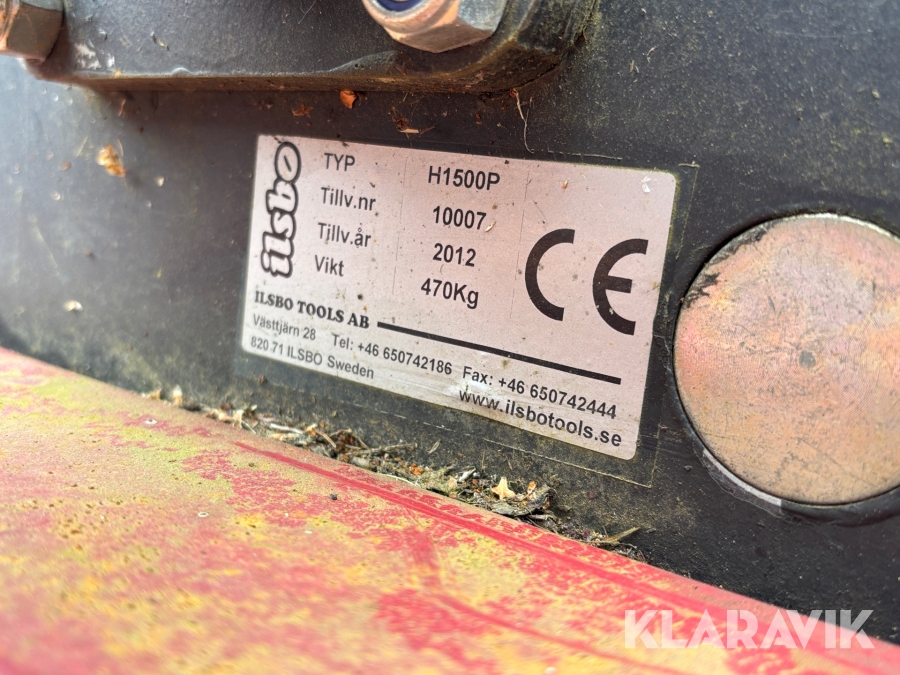 ilsbo
TYP H1500P
Tillv.nr 10007
Tillv.år 2012
Vikt 470Kg
CE
ILSBO TOOLS AB
Västtjärn 28 Tel: +46 650742186 Fax: +46 650742444
820 71 ILSBO Sweden www.ilsbotools.se
KLARAVIK